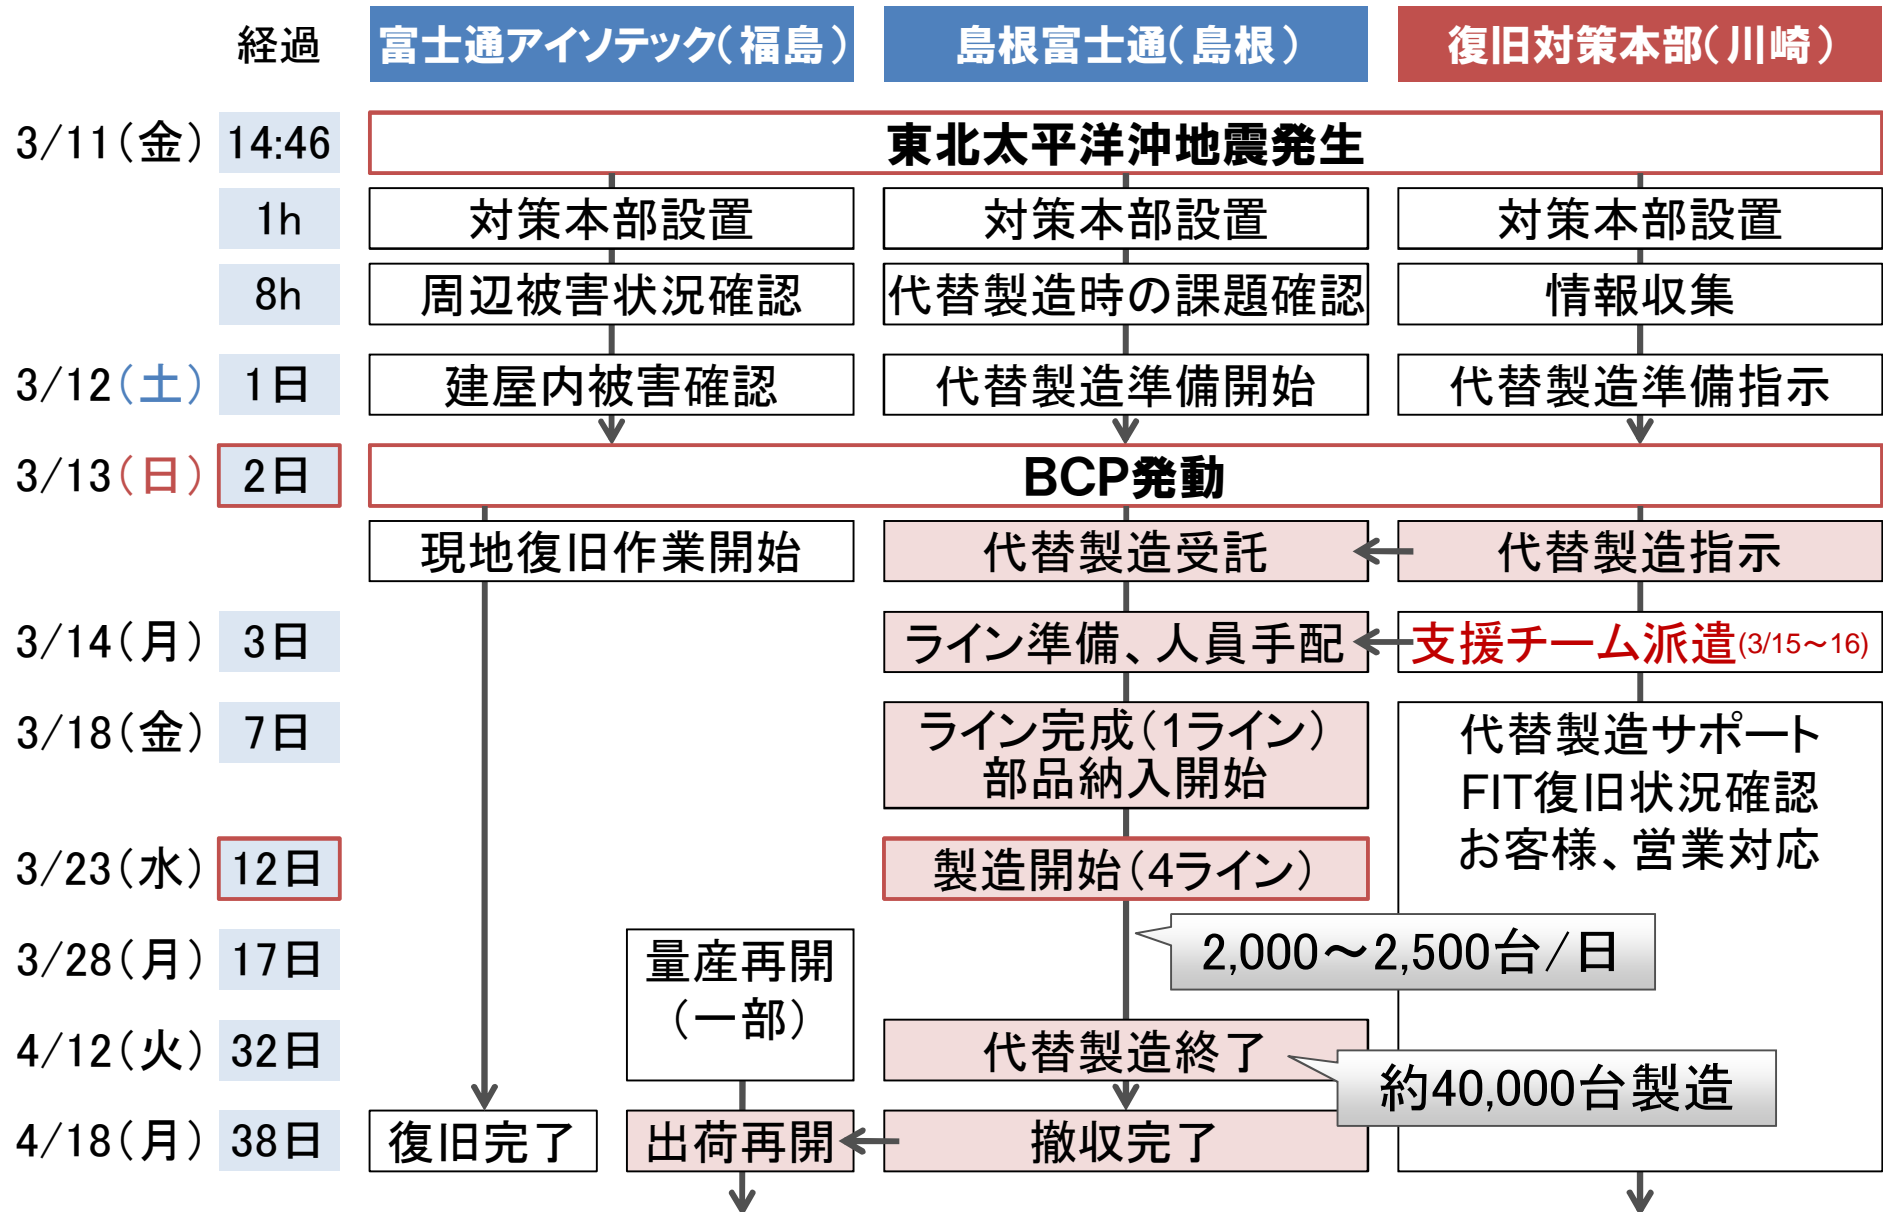 経過
富士通アイソテック(福島)
島根富士通(島根)
復旧対策本部(川崎)
3/11(金)
14:46
東北太平洋沖地震発生
1h
対策本部設置
対策本部設置
対策本部設置
8h
周辺被害状況確認
代替製造時の課題確認
情報収集
3/12(土)
1日
建屋内被害確認
代替製造準備開始
代替製造準備指示
3/13(日)
2日
BCP発動
現地復旧作業開始
代替製造受託
代替製造指示
3/14(月)
3日
ライン準備、人員手配
支援チーム派遣(3/15~16)
3/18(金)
7日
ライン完成(1ライン)
部品納入開始
代替製造サポート
FIT復旧状況確認
お客様、営業対応
3/23(水)
12日
製造開始(4ライン)
3/28(月)
17日
量産再開
(一部)
2,000~2,500台/日
4/12(火)
32日
代替製造終了
約40,000台製造
4/18(月)
38日
復旧完了
出荷再開
撤収完了